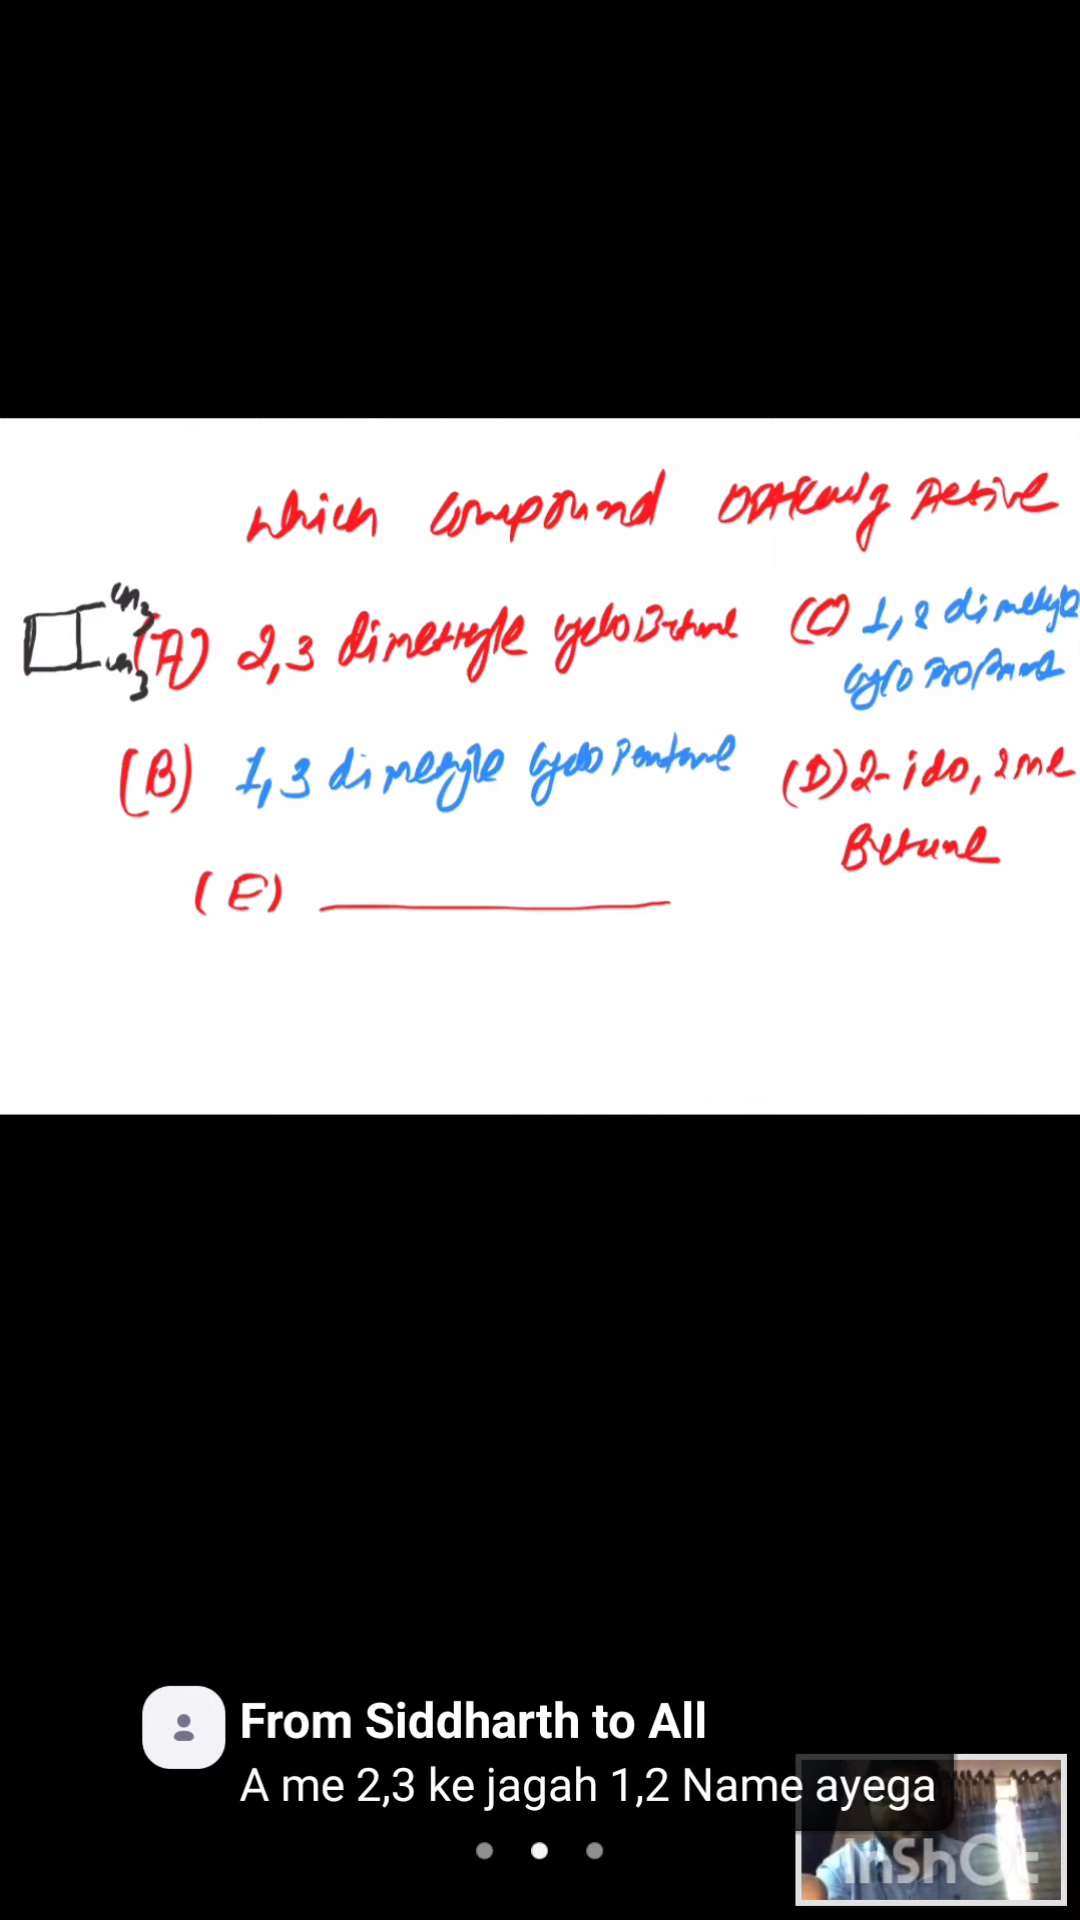 which compound optically Active
CH3
(A) 2,3 dimethyle cycloButane
CH3
(C) 1,2 dimethyle
cyclo Propane
(B) 1,3 dimethyle cyclo Pentane
(D) 2-ido, 2 me
Butane
(E)
From Siddharth to All
A me 2,3 ke jagah 1,2 Name ayega
InShOt